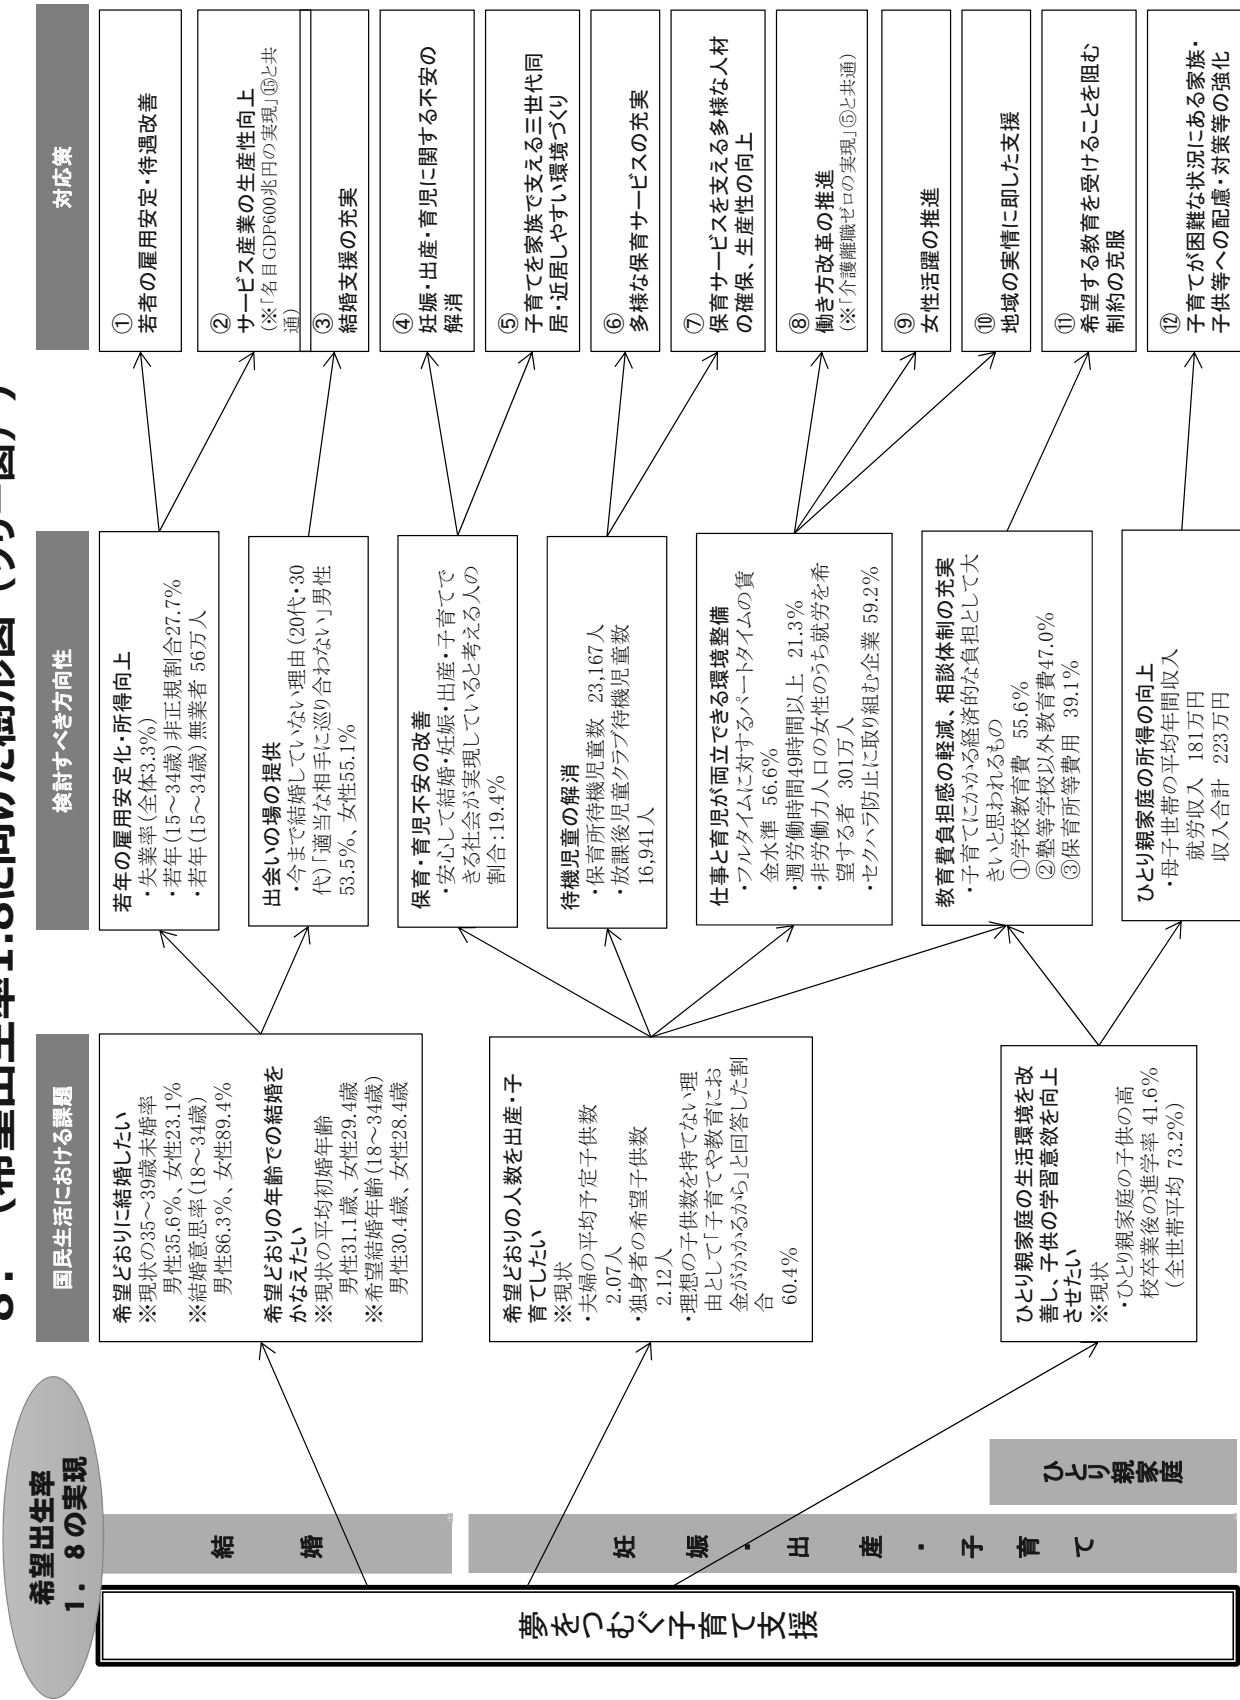 8．（希望出生率1.8に向けた樹形図（ツリー図））
希望出生率
1．8の実現
国民生活における課題
検討すべき方向性
対応策
夢をつむぐ子育て支援
結婚
妊娠・出産・子育て
ひとり親家庭
希望どおりに結婚したい
※現状の35～39歳未婚率
男性35.6%、女性23.1%
※結婚意思率(18～34歳)
男性86.3%、女性89.4%
希望どおりの年齢での結婚を
かなえたい
※現状の平均初婚年齢
男性31.1歳、女性29.4歳
※希望結婚年齢(18～34歳)
男性30.4歳、女性28.4歳
希望どおりの人数を出産・子
育てしたい
※現状
・夫婦の平均予定子供数
2.07人
・独身者の希望子供数
2.12人
・理想の子供数を持てない理
由として「子育てや教育にお
金がかかるから」と回答した割
合
60.4%
ひとり親家庭の生活環境を改
善し、子供の学習意欲を向上
させたい
※現状
・ひとり親家庭の子供の高
校卒業後の進学率 41.6%
(全世帯平均 73.2%)
若年の雇用安定化・所得向上
・失業率(全体3.3%)
・若年(15～34歳)非正規割合27.7%
・若年(15～34歳)無業者 56万人
出会いの場の提供
・今まで結婚していない理由(20代・30
代)「適当な相手に巡り合わない」男性
53.5%、女性55.1%
保育・育児不安の改善
・安心して結婚・妊娠・出産・子育てで
きる社会が実現していると考える人の
割合：19.4%
待機児童の解消
・保育所待機児童数 23,167人
・放課後児童クラブ待機児童数
16,941人
仕事と育児が両立できる環境整備
・フルタイムに対するパートタイムの賃
金水準 56.6%
・週労働時間49時間以上 21.3%
・非労働力人口の女性のうち就労を希
望する者 301万人
・セクハラ防止に取り組む企業 59.2%
教育費負担感の軽減、相談体制の充実
・子育てにかかる経済的な負担として大
きいと思われるもの
①学校教育費 55.6%
②塾等学校以外教育費47.0%
③保育所等費用 39.1%
ひとり親家庭の所得の向上
・母子世帯の平均年間収入
就労収入 181万円
収入合計 223万円
①
若者の雇用安定・待遇改善
②
サービス産業の生産性向上
(※「名目GDP600兆円の実現」⑮と共
通)
③
結婚支援の充実
④
妊娠・出産・育児に関する不安の
解消
⑤
子育てを家族で支える三世代同
居・近居しやすい環境づくり
⑥
多様な保育サービスの充実
⑦
保育サービスを支える多様な人材
の確保、生産性の向上
⑧
働き方改革の推進
(※「介護離職ゼロの実現」⑤と共通)
⑨
女性活躍の推進
⑩
地域の実情に即した支援
⑪
希望する教育を受けることを阻む
制約の克服
⑫
子育てが困難な状況にある家族・
子供等への配慮・対策等の強化